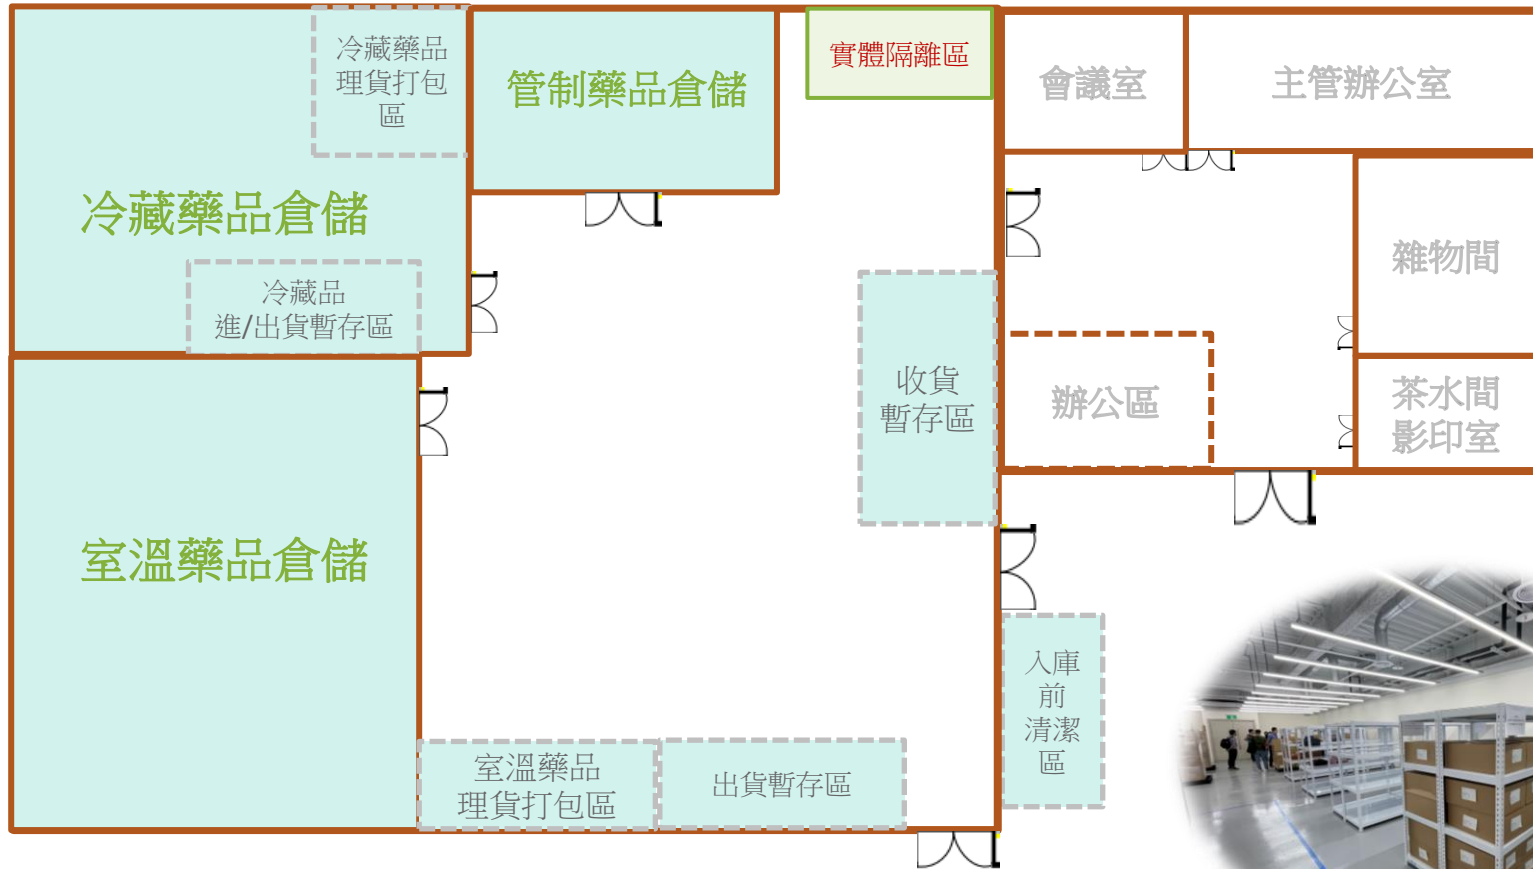 冷藏藥品
理貨打包
區
管制藥品倉儲
實體隔離區
會議室
主管辦公室
冷藏藥品倉儲
冷藏品
進/出貨暫存區
雜物間
收貨
暫存區
辦公區
茶水間
影印室
室溫藥品倉儲
入庫
前
清潔
區
室溫藥品
理貨打包區
出貨暫存區